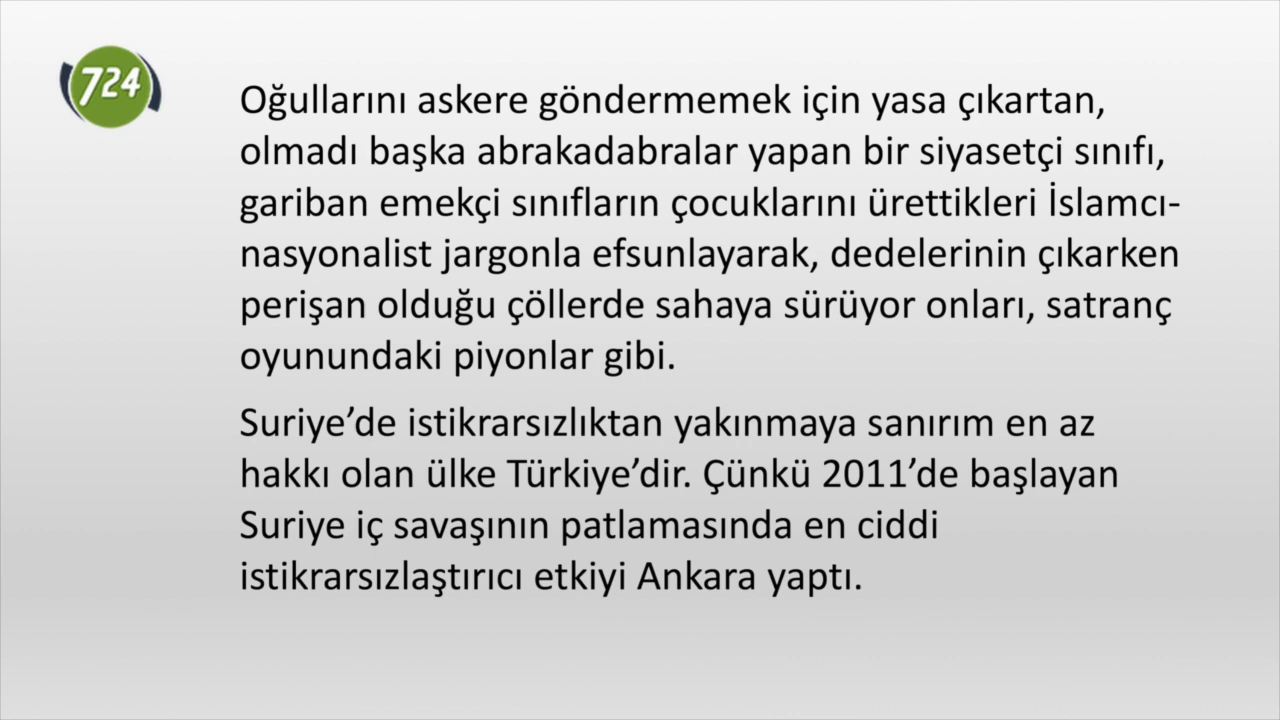 724
Oğullarını askere göndermemek için yasa çıkartan,
olmadı başka abrakadabralar yapan bir siyasetçi sınıfı,
gariban emekçi sınıfların çocuklarını ürettikleri İslamcı-
nasyonalist jargonla efsunlayarak, dedelerinin çıkarken
perişan olduğu çöllerde sahaya sürüyor onları, satranç
oyunundaki piyonlar gibi.
Suriye’de istikrarsızlıktan yakınmaya sanırım en az
hakkı olan ülke Türkiye’dir. Çünkü 2011’de başlayan
Suriye iç savaşının patlamasında en ciddi
istikrarsızlaştırıcı etkiyi Ankara yaptı.